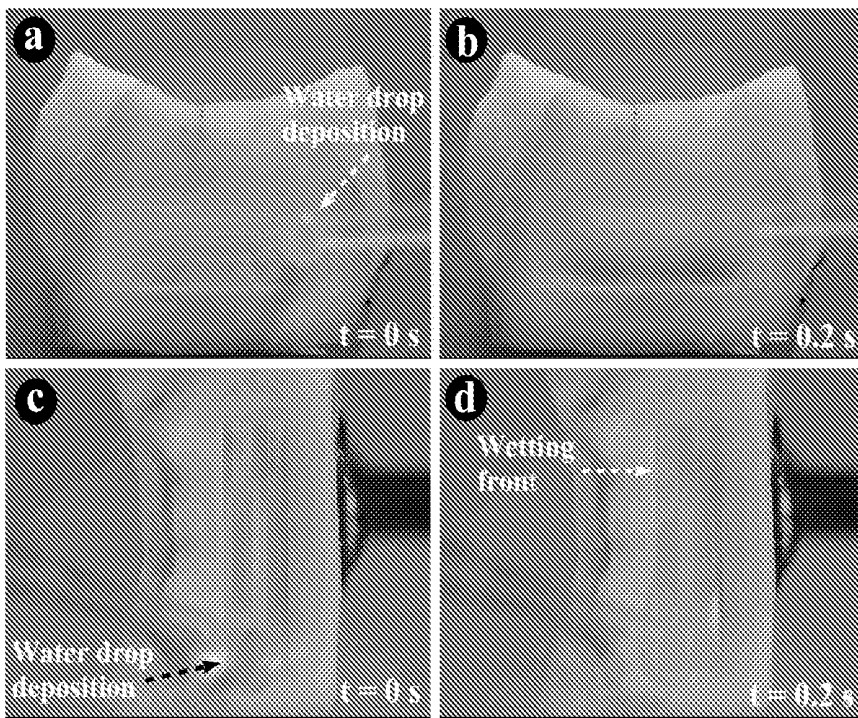 a
Water drop
deposition
t = 0 s
b
t = 0.2 s
c
Water drop
deposition
t = 0 s
d
Wetting
front
t = 0.2 s